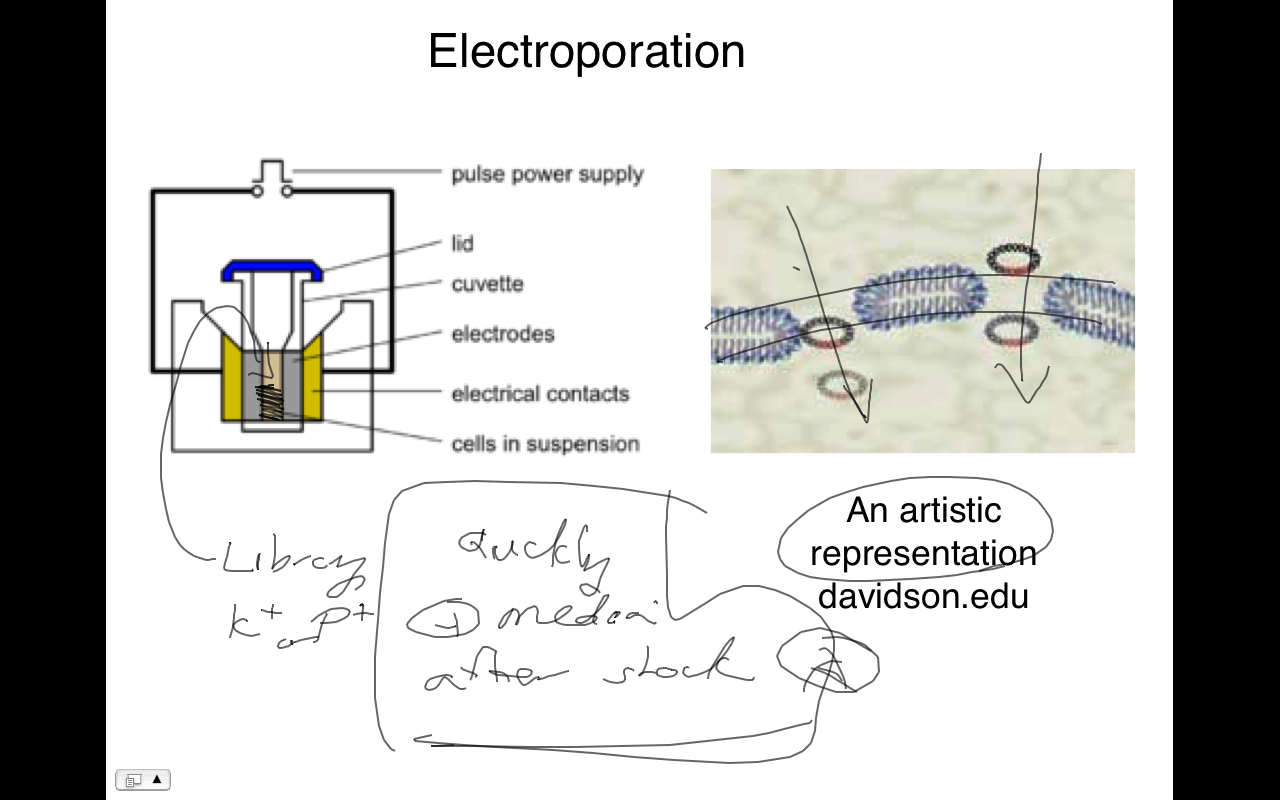 Electroporation
pulse power supply
lid
cuvette
electrodes
electrical contacts
cells in suspension
Library
K+ or P+
Quickly
+ media
after shock
An artistic
representation
davidson.edu